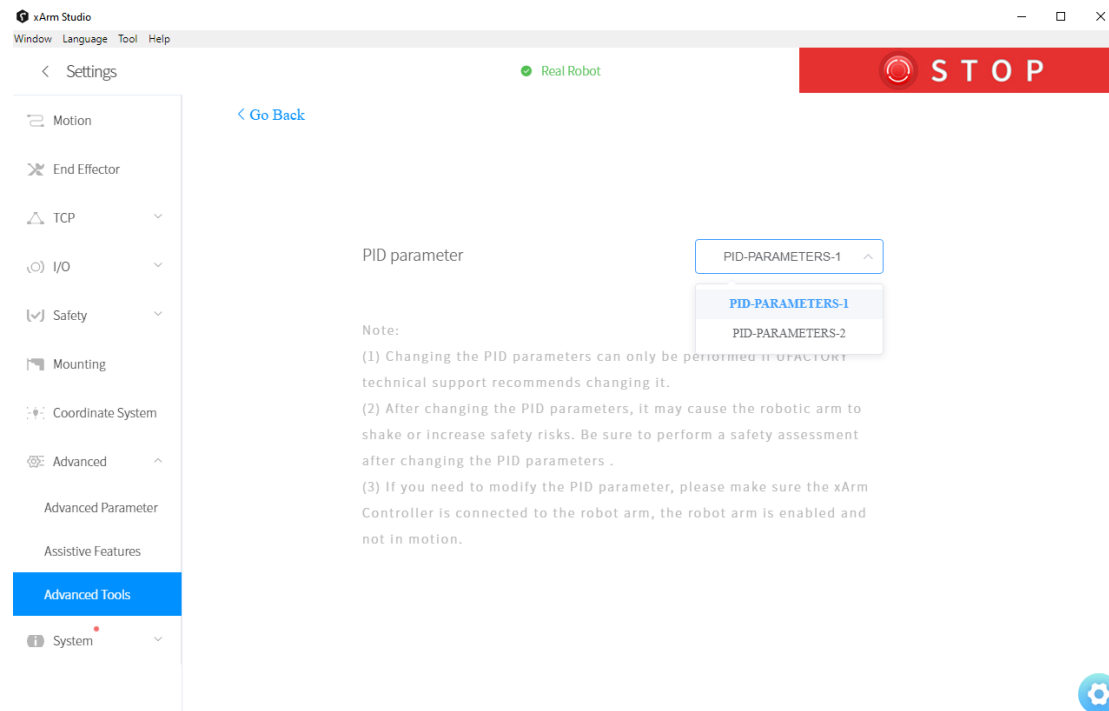 xArm Studio
Window Language Tool Help
< Settings
Real Robot
STOP
Motion
End Effector
TCP
I/O
Safety
Mounting
Coordinate System
Advanced
Advanced Parameter
Assistive Features
Advanced Tools
System
< Go Back
PID parameter
PID-PARAMETERS-1
PID-PARAMETERS-1
PID-PARAMETERS-2
Note:
(1) Changing the PID parameters can only be performed if UFACTORY
technical support recommends changing it.
(2) After changing the PID parameters, it may cause the robotic arm to
shake or increase safety risks. Be sure to perform a safety assessment
after changing the PID parameters .
(3) If you need to modify the PID parameter, please make sure the xArm
Controller is connected to the robot arm, the robot arm is enabled and
not in motion.